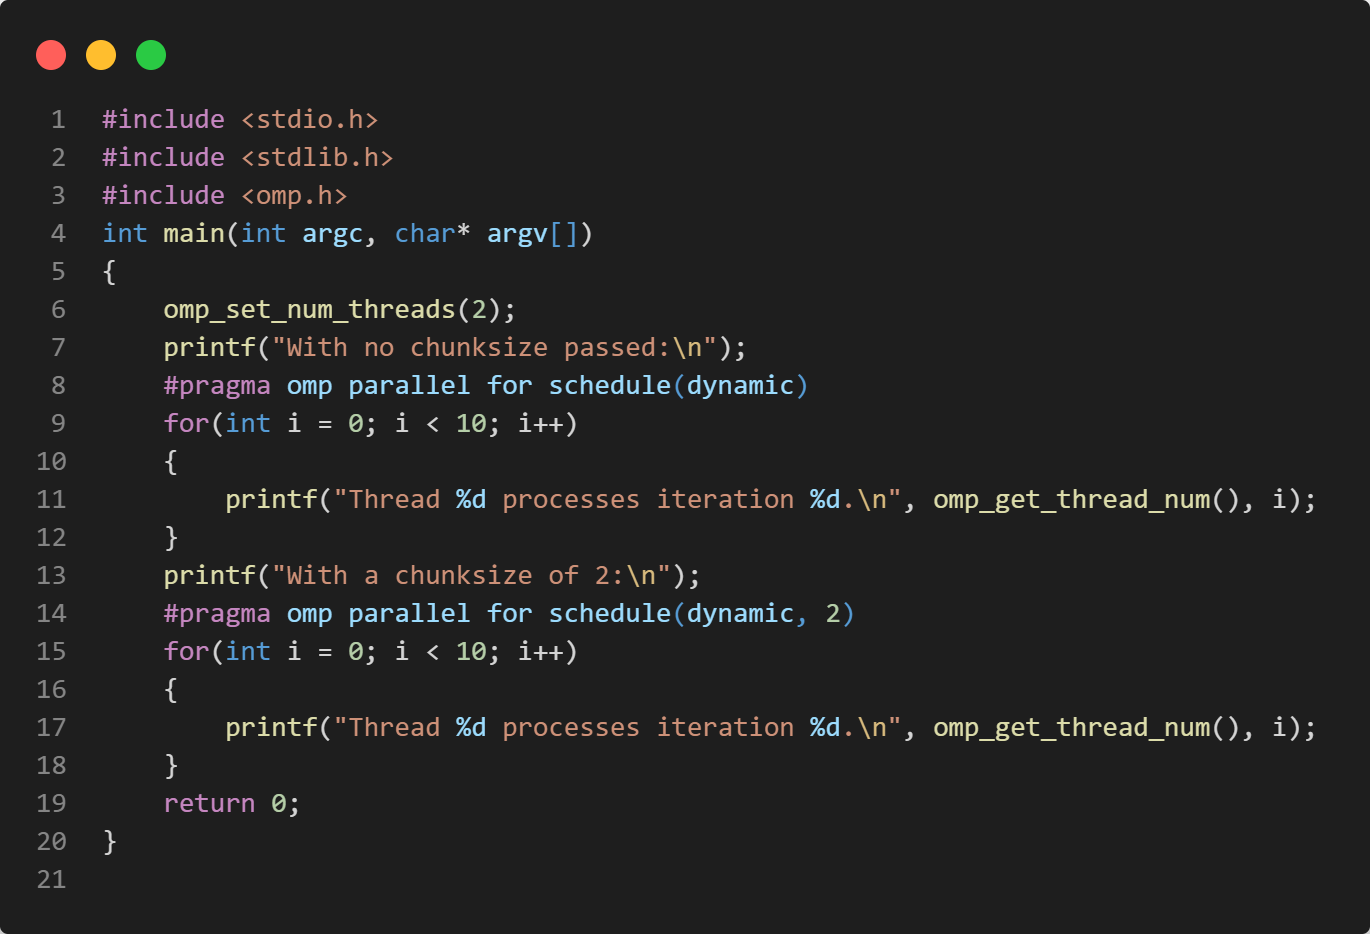 1 #include <stdio.h>
2 #include <stdlib.h>
3 #include <omp.h>
4 int main(int argc, char* argv[])
5 {
6     omp_set_num_threads(2);
7     printf("With no chunksize passed:\n");
8     #pragma omp parallel for schedule(dynamic)
9     for(int i = 0; i < 10; i++)
10     {
11         printf("Thread %d processes iteration %d.\n", omp_get_thread_num(), i);
12     }
13     printf("With a chunksize of 2:\n");
14     #pragma omp parallel for schedule(dynamic, 2)
15     for(int i = 0; i < 10; i++)
16     {
17         printf("Thread %d processes iteration %d.\n", omp_get_thread_num(), i);
18     }
19     return 0;
20 }
21